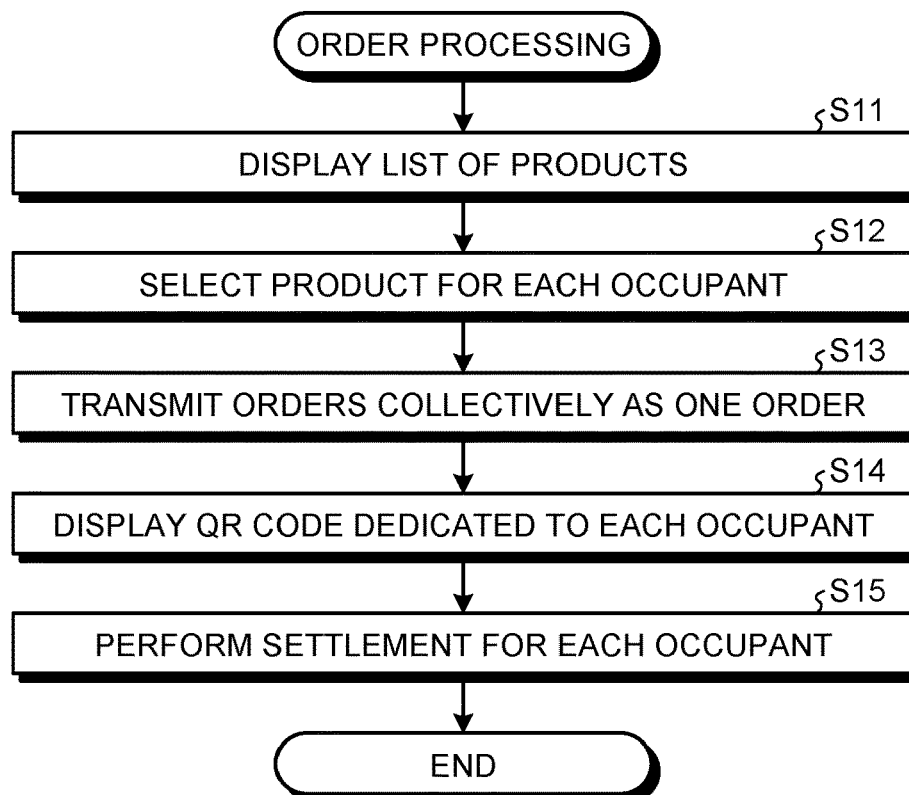 ORDER PROCESSING
S11
DISPLAY LIST OF PRODUCTS
S12
SELECT PRODUCT FOR EACH OCCUPANT
S13
TRANSMIT ORDERS COLLECTIVELY AS ONE ORDER
S14
DISPLAY QR CODE DEDICATED TO EACH OCCUPANT
S15
PERFORM SETTLEMENT FOR EACH OCCUPANT
END